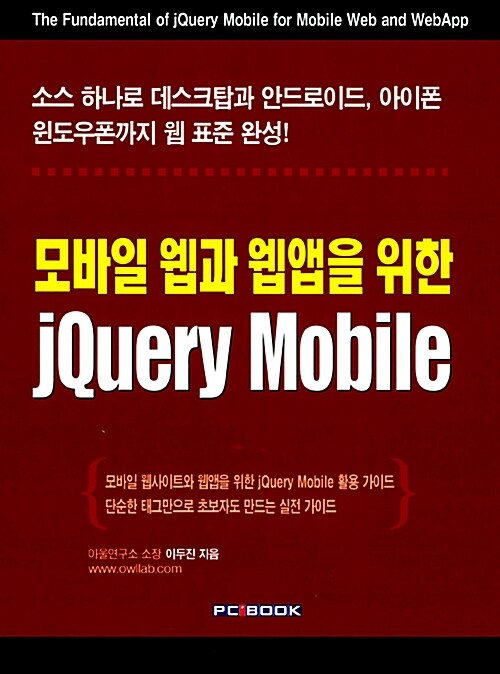 The Fundamental of jQuery Mobile for Mobile Web and WebApp
소스 하나로 데스크탑과 안드로이드, 아이폰
윈도우폰까지 웹 표준 완성!
모바일 웹과 웹앱을 위한
jQuery Mobile
모바일 웹사이트와 웹앱을 위한 jQuery Mobile 활용 가이드
단순한 태그만으로 초보자도 만드는 실전 가이드
아울연구소 소장 이두진 지음
www.owllab.com
PC BOOK